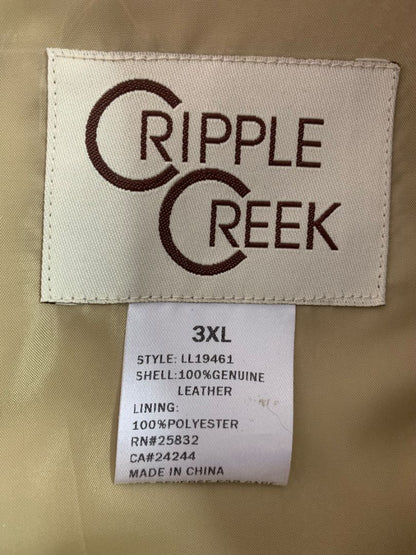 CRIPPLE
CREEK
3XL
STYLE: LL19461
SHELL:100%GENUINE
LEATHER
LINING:
100%POLYESTER
RN#25832
CA#24244
MADE IN CHINA